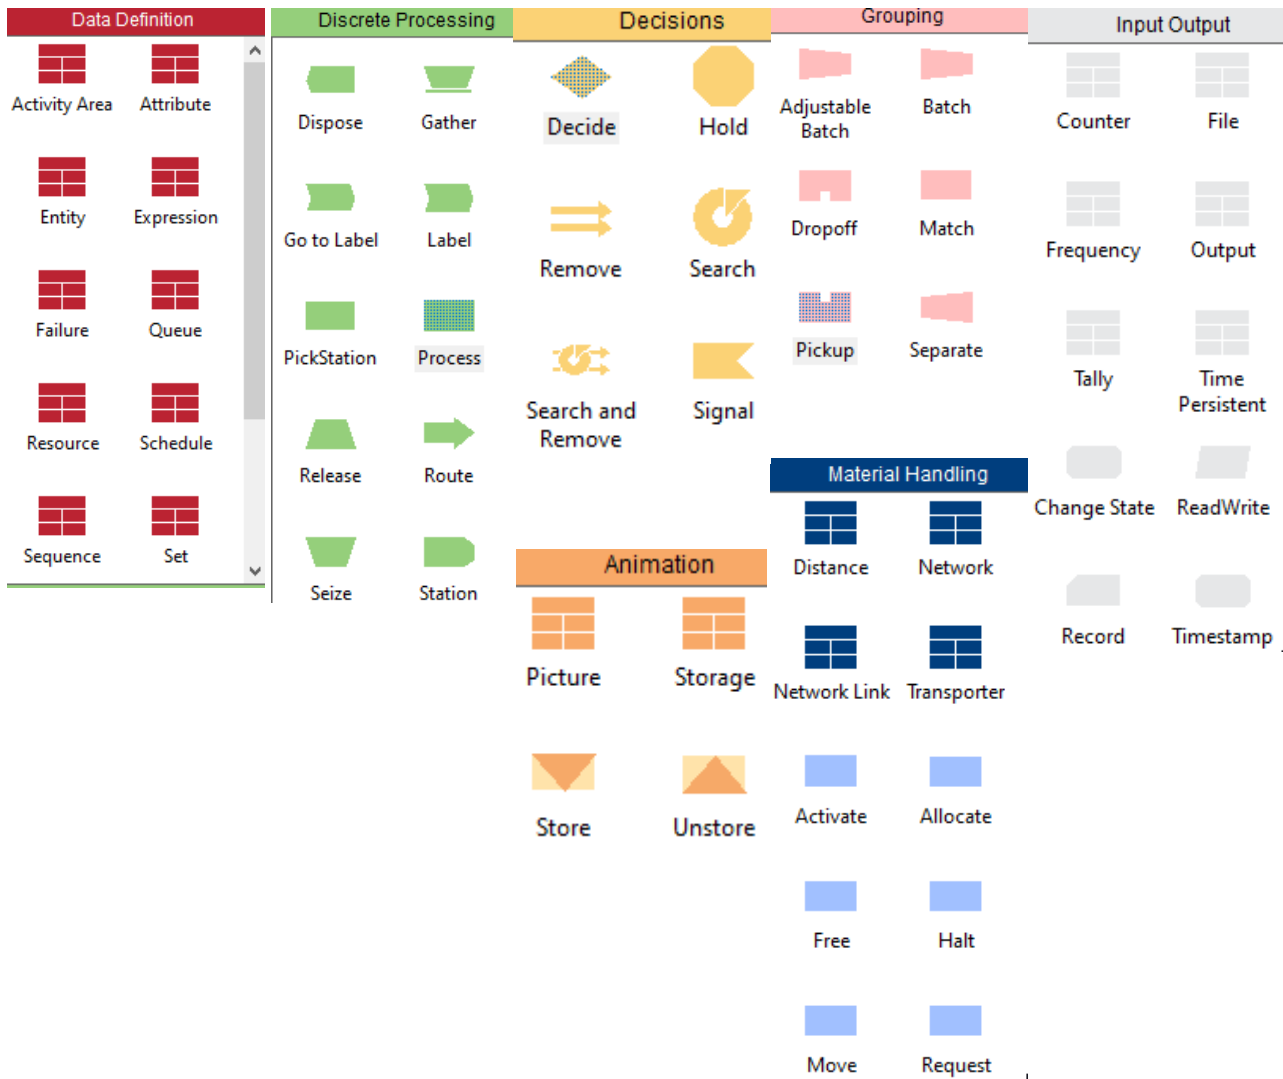 Data Definition
Activity Area
Attribute
Entity
Expression
Failure
Queue
Resource
Schedule
Sequence
Set
Discrete Processing
Dispose
Gather
Go to Label
Label
PickStation
Process
Release
Route
Seize
Station
Decisions
Decide
Hold
Remove
Search
Search and
Remove
Signal
Animation
Picture
Storage
Store
Unstore
Grouping
Adjustable
Batch
Batch
Dropoff
Match
Pickup
Separate
Material Handling
Distance
Network
Network Link
Transporter
Activate
Allocate
Free
Halt
Move
Request
Input Output
Counter
File
Frequency
Output
Tally
Time
Persistent
Change State
ReadWrite
Record
Timestamp